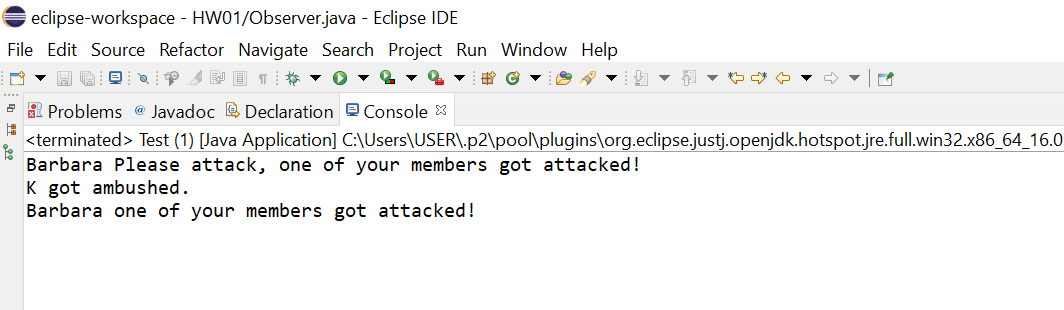 eclipse-workspace - HW01/Observer.java - Eclipse IDE
File Edit Source Refactor Navigate Search Project Run Window Help
Problems @ Javadoc Declaration Console
<terminated> Test (1) [Java Application] C:\Users\USER\.p2\pool\plugins\org.eclipse.justj.openjdk.hotspot.jre.full.win32.x86_64_16.0
Barbara Please attack, one of your members got attacked!
K got ambushed.
Barbara one of your members got attacked!